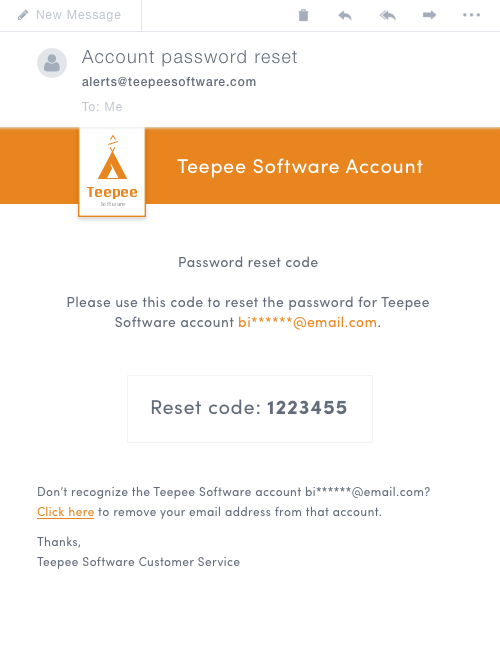 New Message
Account password reset
alerts@teepeesoftware.com
To: Me
Teepee
Software
Teepee Software Account
Password reset code
Please use this code to reset the password for Teepee
Software account bi******@email.com.
Reset code: 1223455
Don't recognize the Teepee Software account bi******@email.com?
Click here to remove your email address from that account.
Thanks,
Teepee Software Customer Service